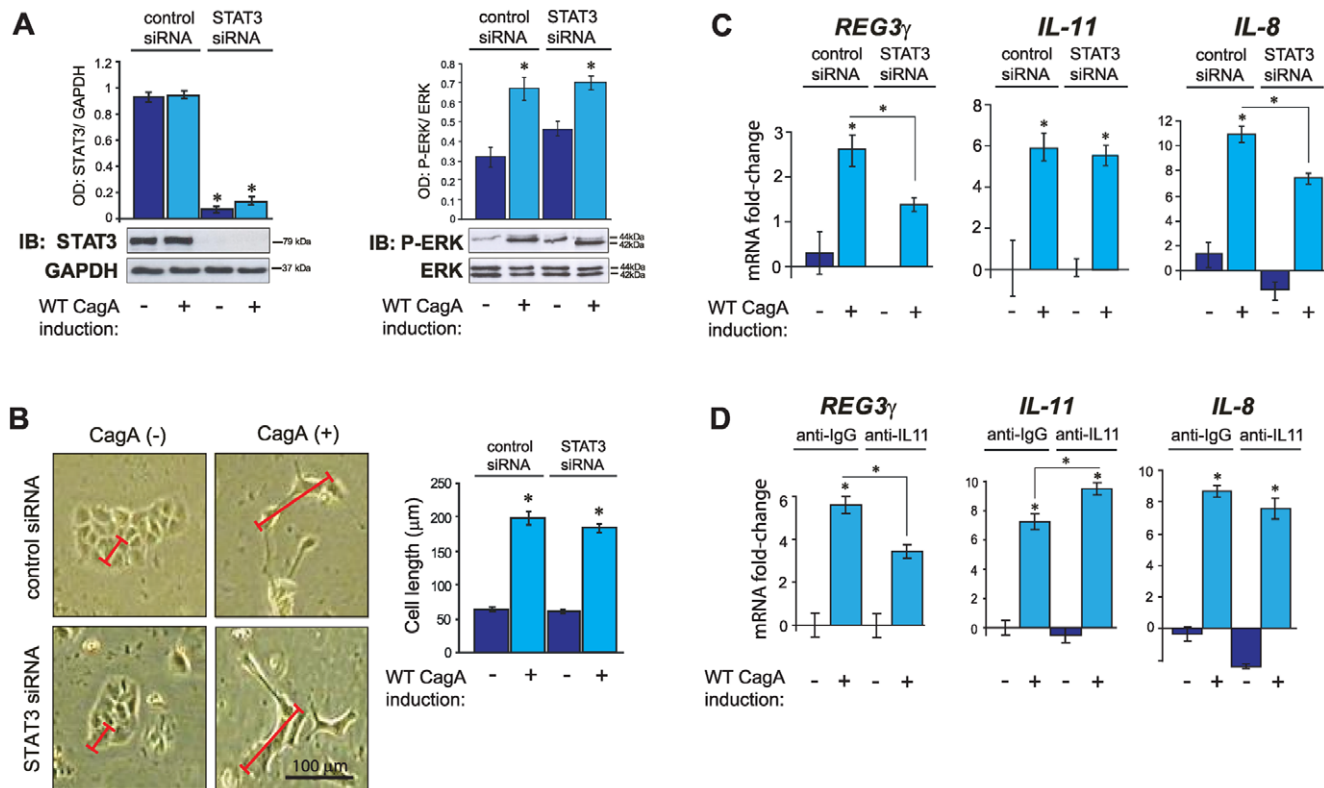 A
control siRNA STAT3 siRNA
OD: STAT3/ GAPDH
1.2
1
0.8
0.6
0.4
0.2
0
* *
IB: STAT3
79 kDa
GAPDH
37 kDa
WT CagA induction: - + - +
control siRNA STAT3 siRNA
OD: P-ERK/ ERK
0.8
0.7
0.6
0.5
0.4
0.3
0.2
0.1
0
* *
IB: P-ERK
44kDa
42kDa
ERK
44kDa
42kDa
WT CagA induction: - + - +
B
CagA (-) CagA (+)
control siRNA
STAT3 siRNA
100 µm
control siRNA STAT3 siRNA
Cell length (µm)
250
200
150
100
50
0
* *
WT CagA induction: - + - +
C
REG3γ
control siRNA STAT3 siRNA
mRNA fold-change
3
2
1
0
* *
WT CagA induction: - + - +
IL-11
control siRNA STAT3 siRNA
8
6
4
2
0
* *
- + - +
IL-8
control siRNA STAT3 siRNA
12
10
8
6
4
2
0
* *
- + - +
D
REG3γ
anti-IgG anti-IL11
mRNA fold-change
6
4
2
0
* *
WT CagA induction: - + - +
IL-11
anti-IgG anti-IL11
10
8
6
4
2
0
* * *
- + - +
IL-8
anti-IgG anti-IL11
10
8
6
4
2
0
* *
- + - +